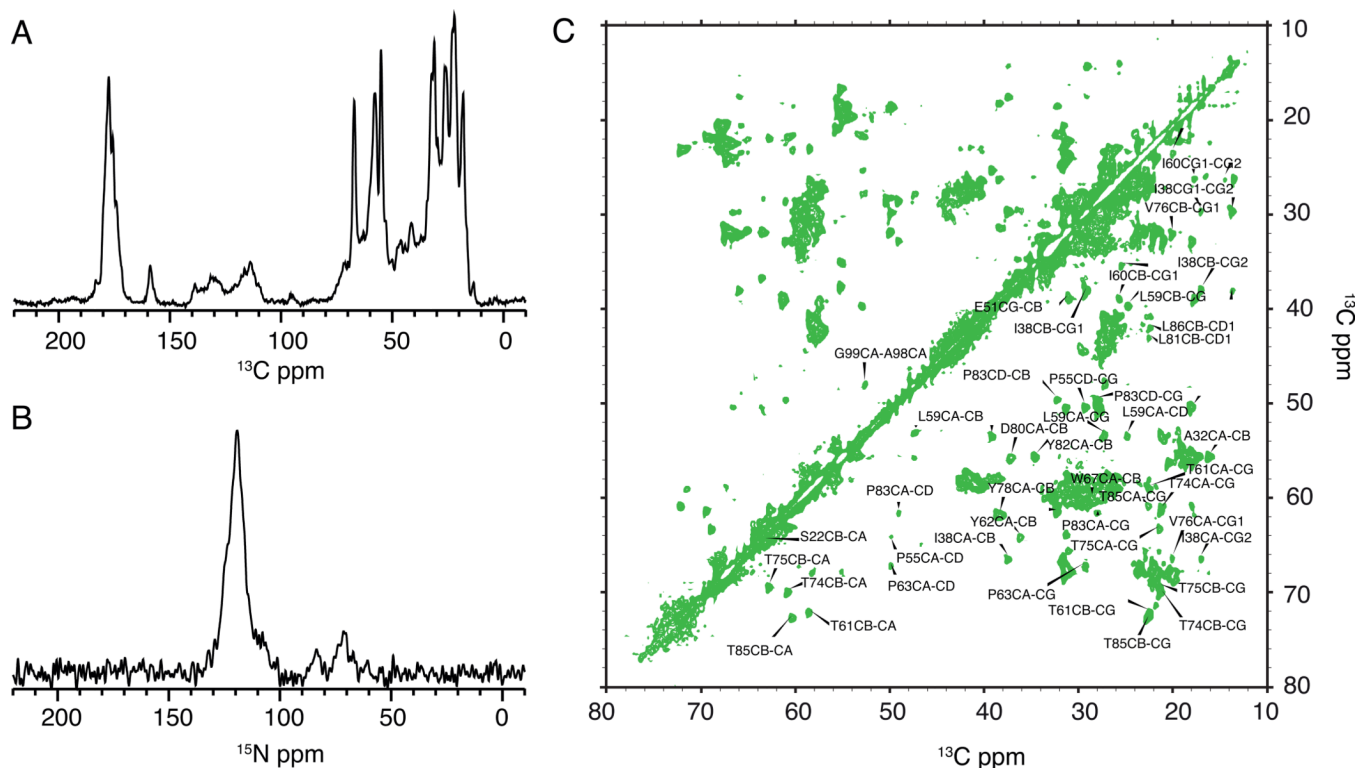 A
200 150 100 50 0
13C ppm
B
200 150 100 50 0
15N ppm
C
10
20
30
40
50
60
70
80
13C ppm
80 70 60 50 40 30 20 10
13C ppm
I60CG1-CG2
I38CG1-CG2
V76CB-CG1
I38CB-CG2
I60CB-CG1
L59CB-CG
E51CG-CB
I38CB-CG1
L86CB-CD1
L81CB-CD1
G99CA-A98CA
P83CD-CB
P55CD-CG
P83CD-CG
L59CA-CB
L59CA-CG
L59CA-CD
D80CA-CB
Y82CA-CB
A32CA-CB
T61CA-CG
W67CA-CB
T74CA-CG
P83CA-CD
Y78CA-CB
T85CA-CG
S22CB-CA
Y62CA-CB
P83CA-CG
V76CA-CG1
I38CA-CB
T75CA-CG
I38CA-CG2
T75CB-CA
P55CA-CD
T74CB-CA
P63CA-CD
P63CA-CG
T75CB-CG
T61CB-CG
T61CB-CA
T74CB-CG
T85CB-CA
T85CB-CG